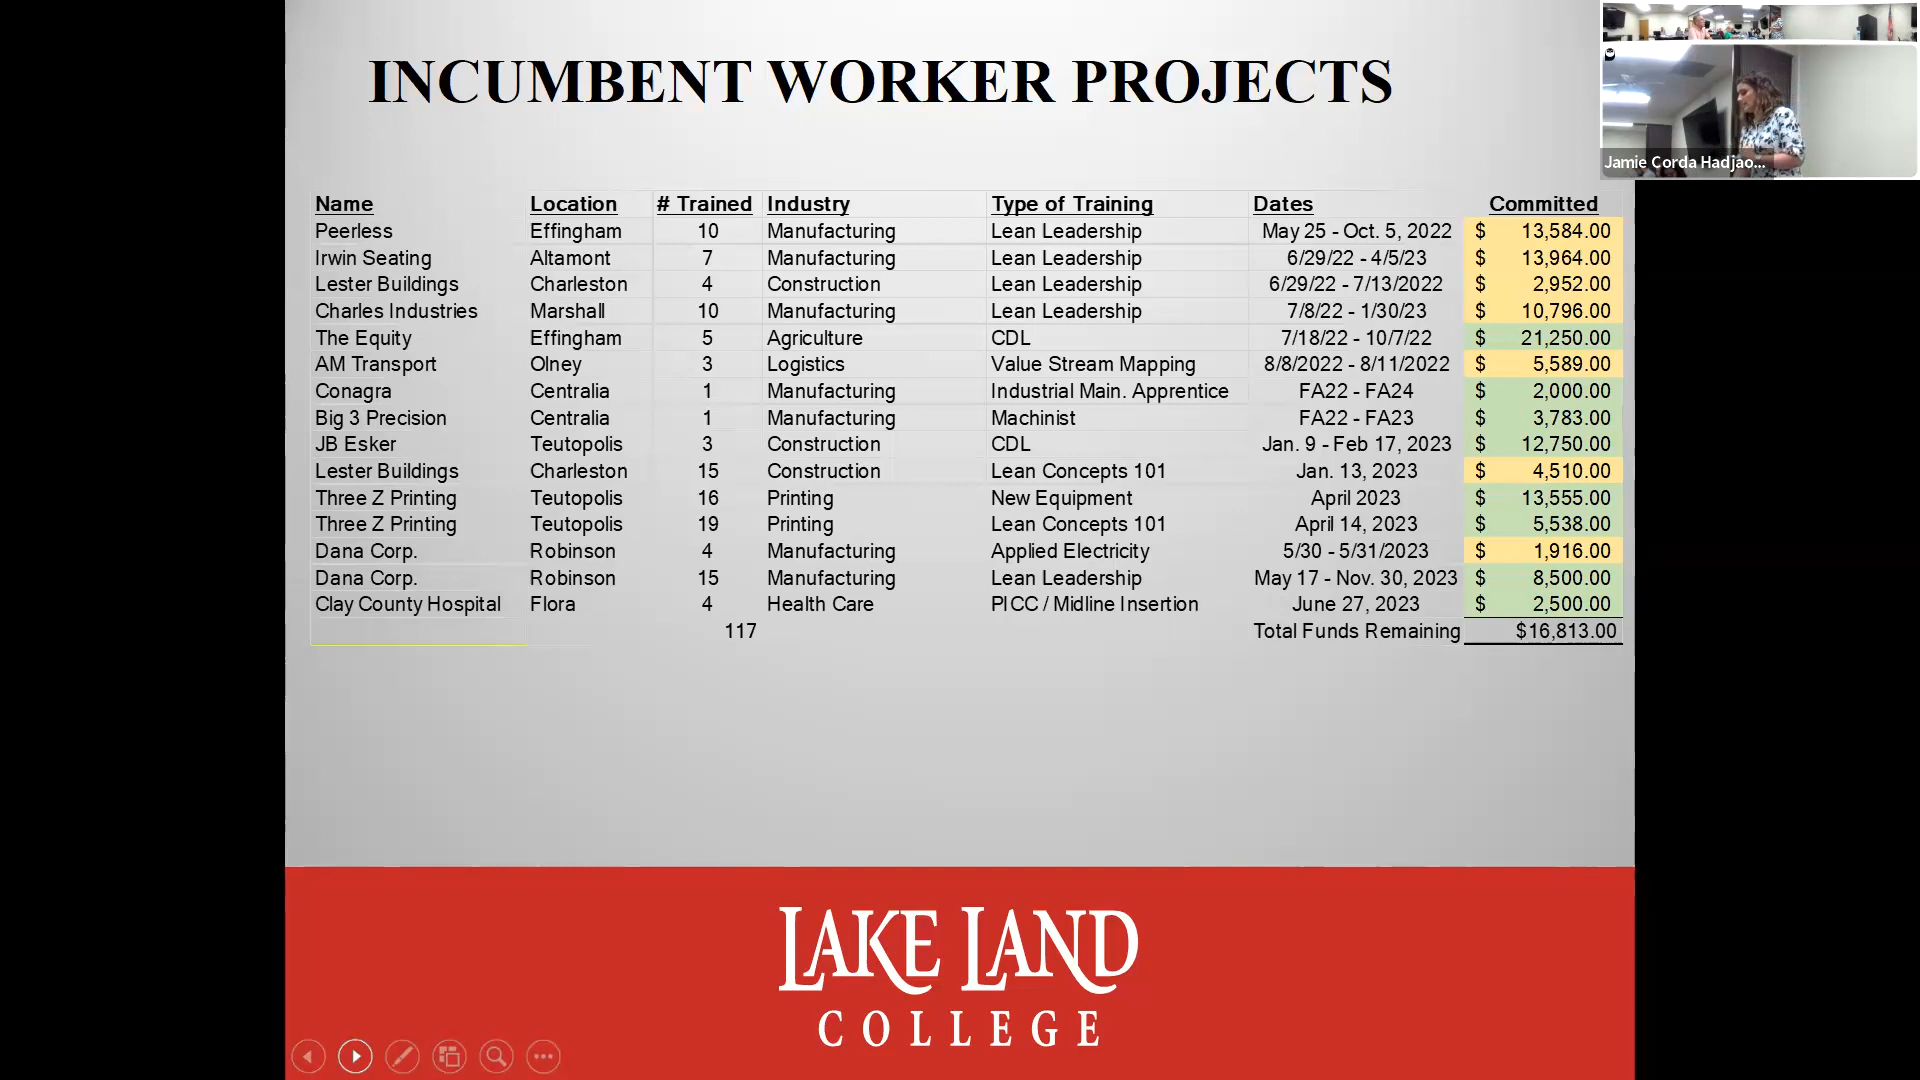 INCUMBENT WORKER PROJECTS
Jamie Corda Hadjao...
Name Location # Trained Industry Type of Training Dates Committed
Peerless Effingham 10 Manufacturing Lean Leadership May 25 - Oct. 5, 2022 $ 13,584.00
Irwin Seating Altamont 7 Manufacturing Lean Leadership 6/29/22 - 4/5/23 $ 13,964.00
Lester Buildings Charleston 4 Construction Lean Leadership 6/29/22 - 7/13/2022 $ 2,952.00
Charles Industries Marshall 10 Manufacturing Lean Leadership 7/8/22 - 1/30/23 $ 10,796.00
The Equity Effingham 5 Agriculture CDL 7/18/22 - 10/7/22 $ 21,250.00
AM Transport Olney 3 Logistics Value Stream Mapping 8/8/2022 - 8/11/2022 $ 5,589.00
Conagra Centralia 1 Manufacturing Industrial Main. Apprentice FA22 - FA24 $ 2,000.00
Big 3 Precision Centralia 1 Manufacturing Machinist FA22 - FA23 $ 3,783.00
JB Esker Teutopolis 3 Construction CDL Jan. 9 - Feb 17, 2023 $ 12,750.00
Lester Buildings Charleston 15 Construction Lean Concepts 101 Jan. 13, 2023 $ 4,510.00
Three Z Printing Teutopolis 16 Printing New Equipment April 2023 $ 13,555.00
Three Z Printing Teutopolis 19 Printing Lean Concepts 101 April 14, 2023 $ 5,538.00
Dana Corp. Robinson 4 Manufacturing Applied Electricity 5/30 - 5/31/2023 $ 1,916.00
Dana Corp. Robinson 15 Manufacturing Lean Leadership May 17 - Nov. 30, 2023 $ 8,500.00
Clay County Hospital Flora 4 Health Care PICC / Midline Insertion June 27, 2023 $ 2,500.00
117 Total Funds Remaining $16,813.00
LAKE LAND
COLLEGE